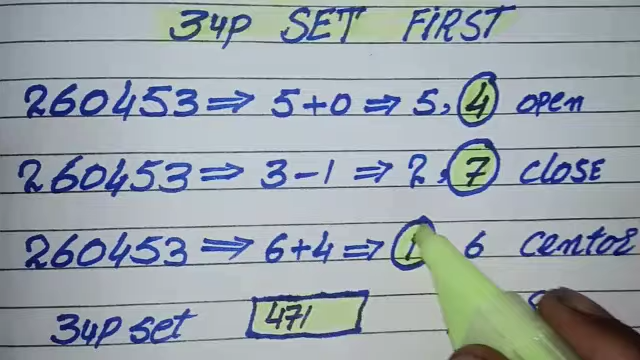 34P SET FIRST
260453 ⇒ 5+0 ⇒ 5, 4 open
260453 ⇒ 3-1 ⇒ 2, 7 CLOSE
260453 ⇒ 6+4 ⇒ 1 6 Centor
34P Set 471